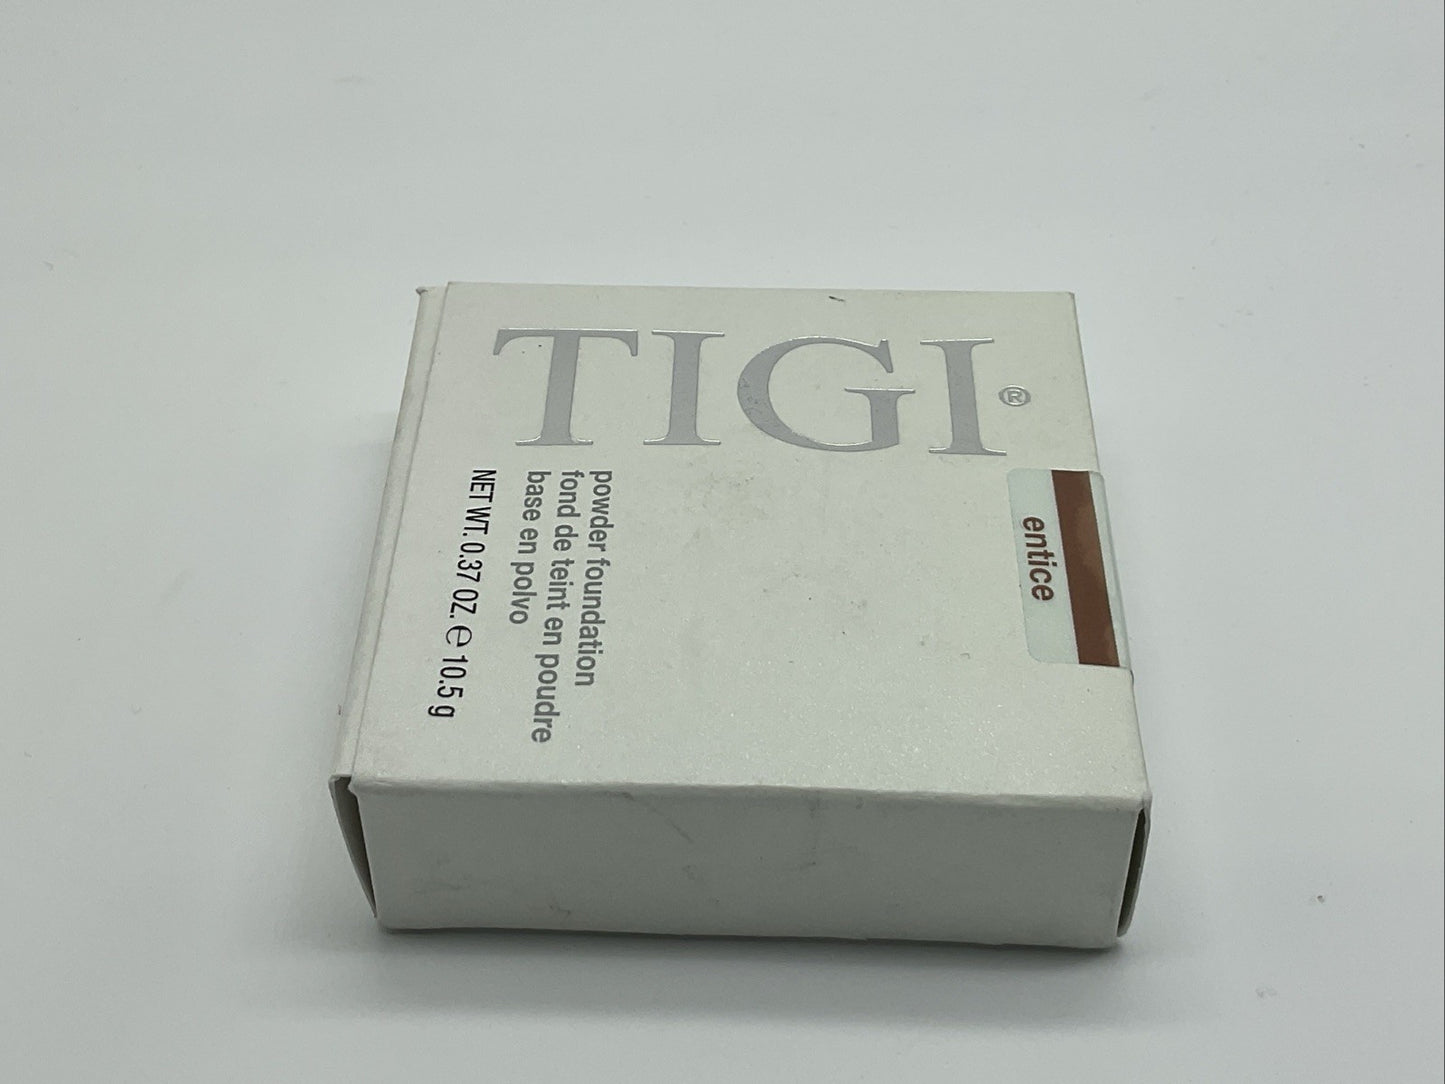 TIGI®
powder foundation
fond de teint en poudre
base en polvo
NET WT. 0.37 OZ. ℮ 10.5 g
entice